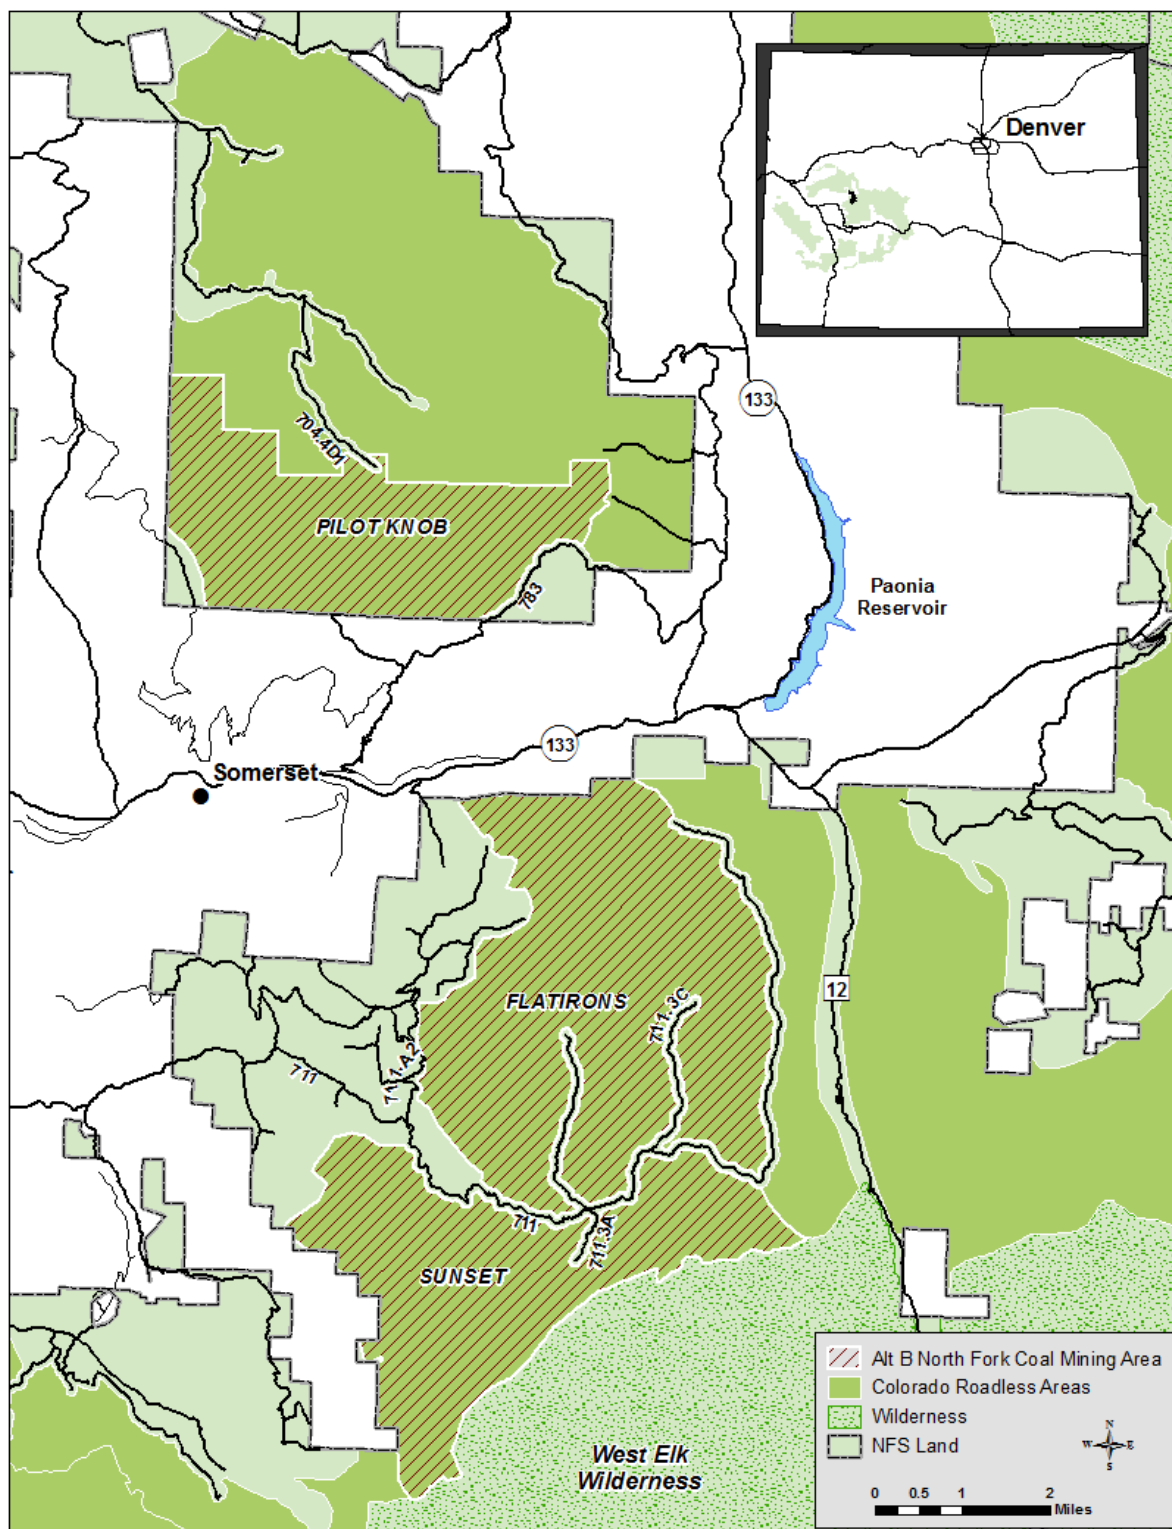 Denver
133
704.4D1
PILOT KNOB
783
Paonia
Reservoir
133
Somerset
FLATIRONS
711.3C
12
711.A2
711
711
711.3A
SUNSET
West Elk
Wilderness
Alt B North Fork Coal Mining Area
Colorado Roadless Areas
Wilderness
NFS Land
N
W E
S
0 0.5 1 2
Miles